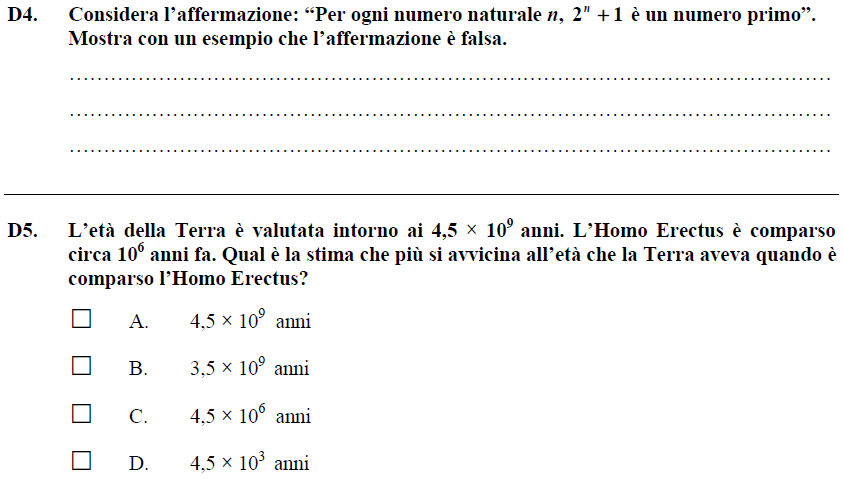 D4. Considera l’affermazione: “Per ogni numero naturale n, 2ⁿ + 1 è un numero primo”.
Mostra con un esempio che l’affermazione è falsa.
D5. L’età della Terra è valutata intorno ai 4,5 × 10⁹ anni. L’Homo Erectus è comparso
circa 10⁶ anni fa. Qual è la stima che più si avvicina all’età che la Terra aveva quando è
comparso l’Homo Erectus?
A. 4,5 × 10⁹ anni
B. 3,5 × 10⁹ anni
C. 4,5 × 10⁶ anni
D. 4,5 × 10³ anni